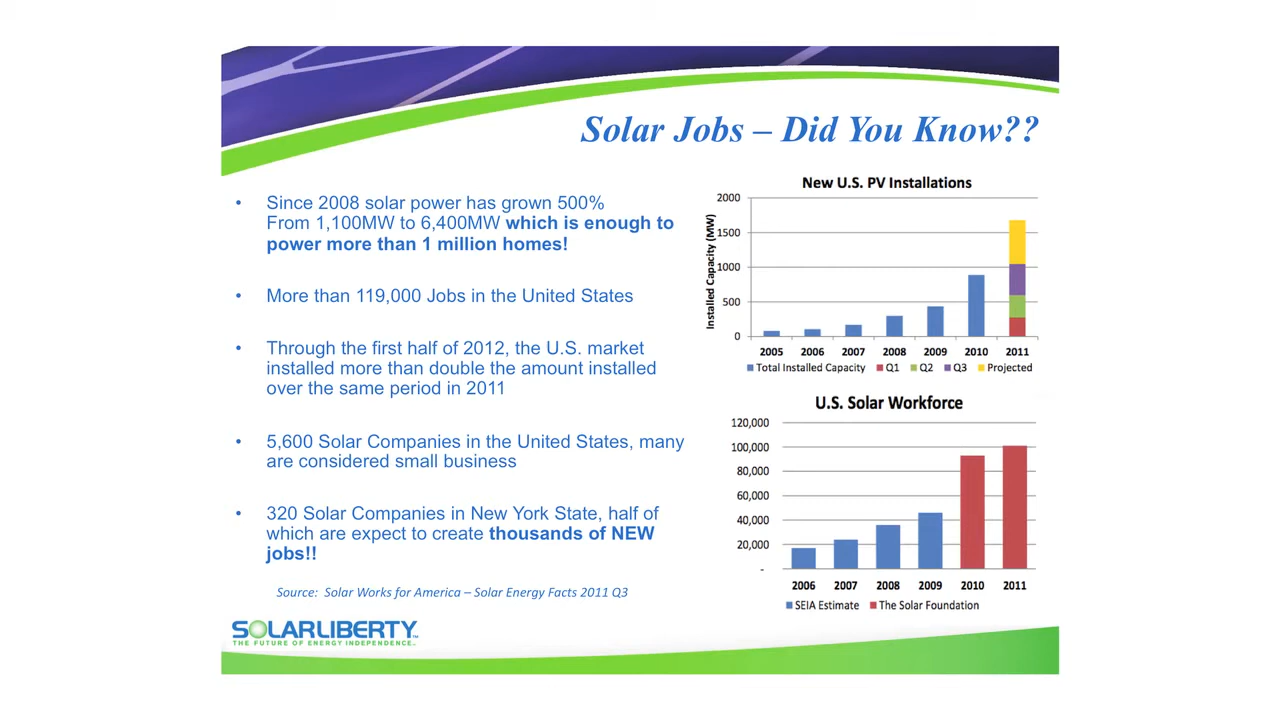 Solar Jobs – Did You Know??
• Since 2008 solar power has grown 500%
From 1,100MW to 6,400MW which is enough to
power more than 1 million homes!
• More than 119,000 Jobs in the United States
• Through the first half of 2012, the U.S. market
installed more than double the amount installed
over the same period in 2011
• 5,600 Solar Companies in the United States, many
are considered small business
• 320 Solar Companies in New York State, half of
which are expect to create thousands of NEW
jobs!!
Source: Solar Works for America – Solar Energy Facts 2011 Q3
New U.S. PV Installations
Installed Capacity (MW)
2000
1500
1000
500
0
2005 2006 2007 2008 2009 2010 2011
Total Installed Capacity Q1 Q2 Q3 Projected
U.S. Solar Workforce
120,000
100,000
80,000
60,000
40,000
20,000
-
2006 2007 2008 2009 2010 2011
SEIA Estimate The Solar Foundation
SOLARLIBERTY™
THE FUTURE OF ENERGY INDEPENDENCE.